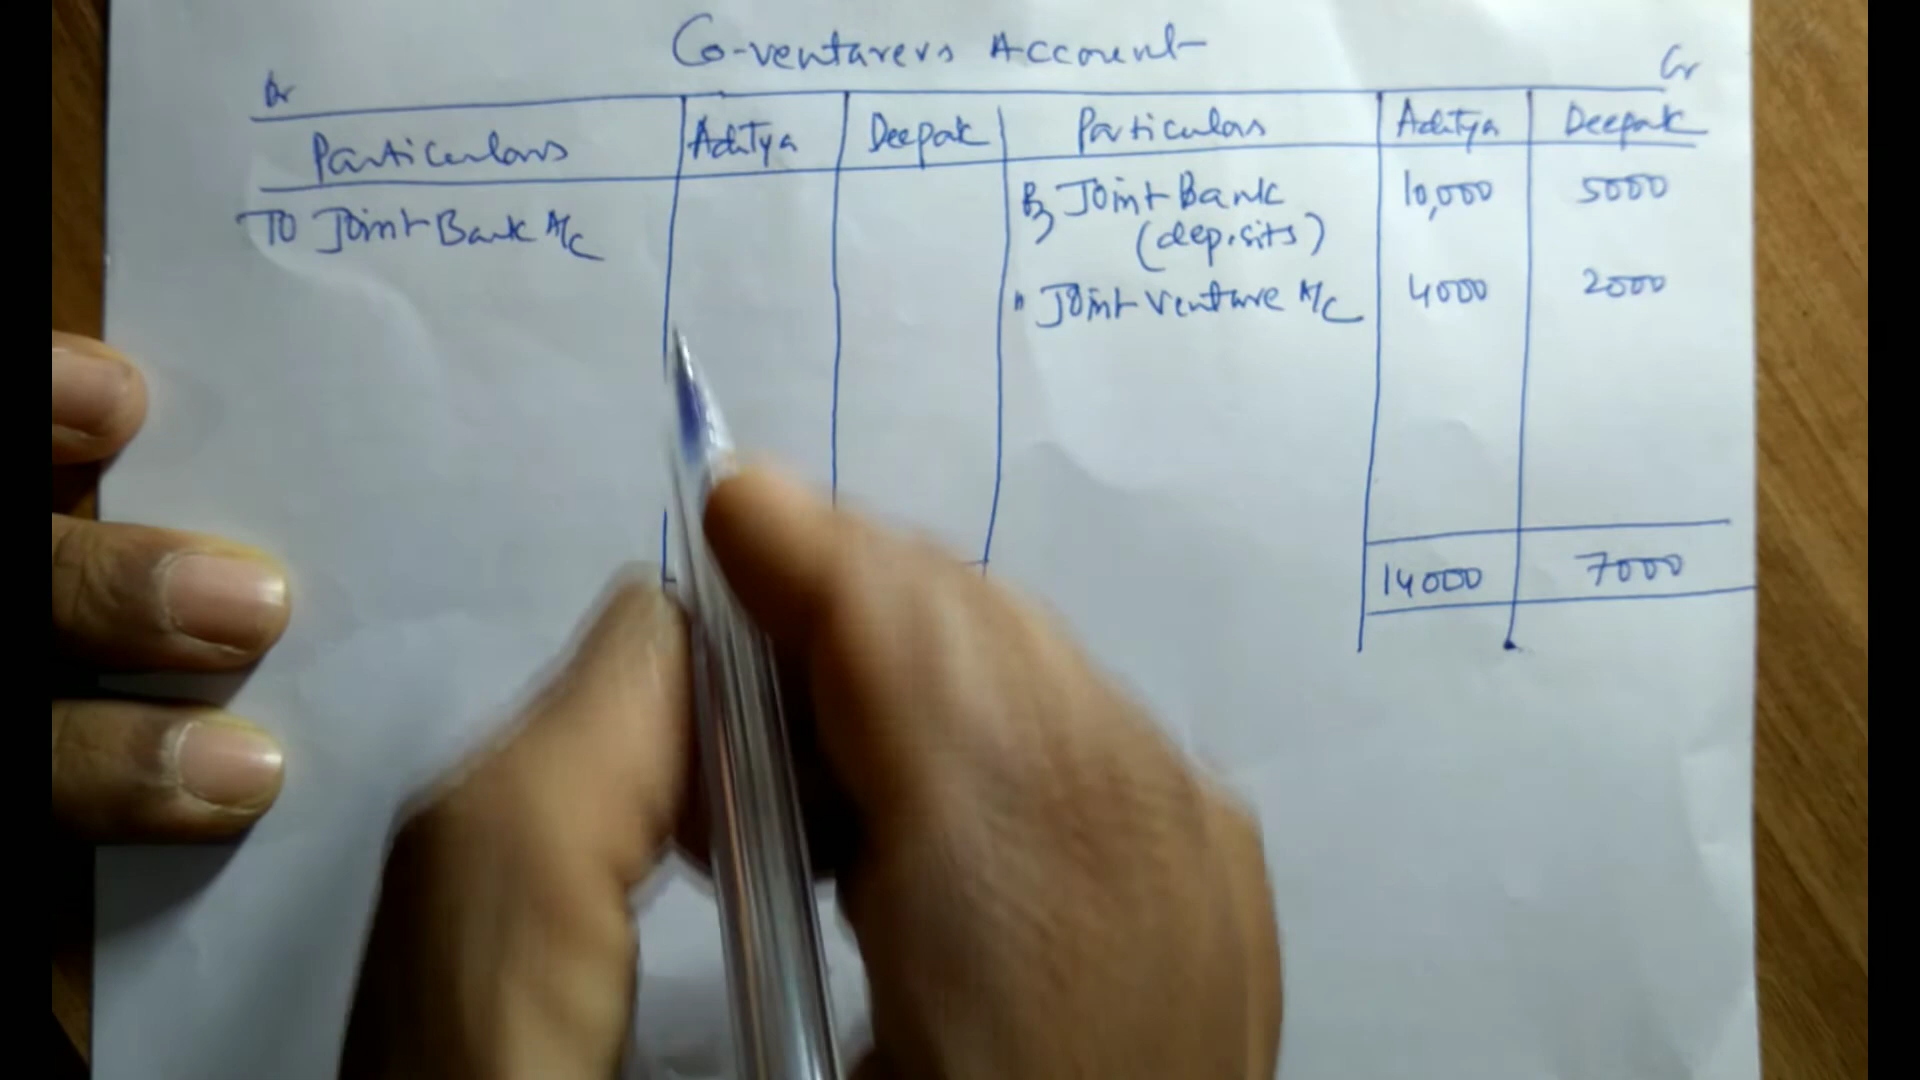 Co-venturers Account
Dr Cr
Particulars Aditya Deepak Particulars Aditya Deepak
To Joint Bank A/c
By Joint Bank 10,000 5000
(deposits)
" Joint Venture A/c 4000 2000
14000 7000